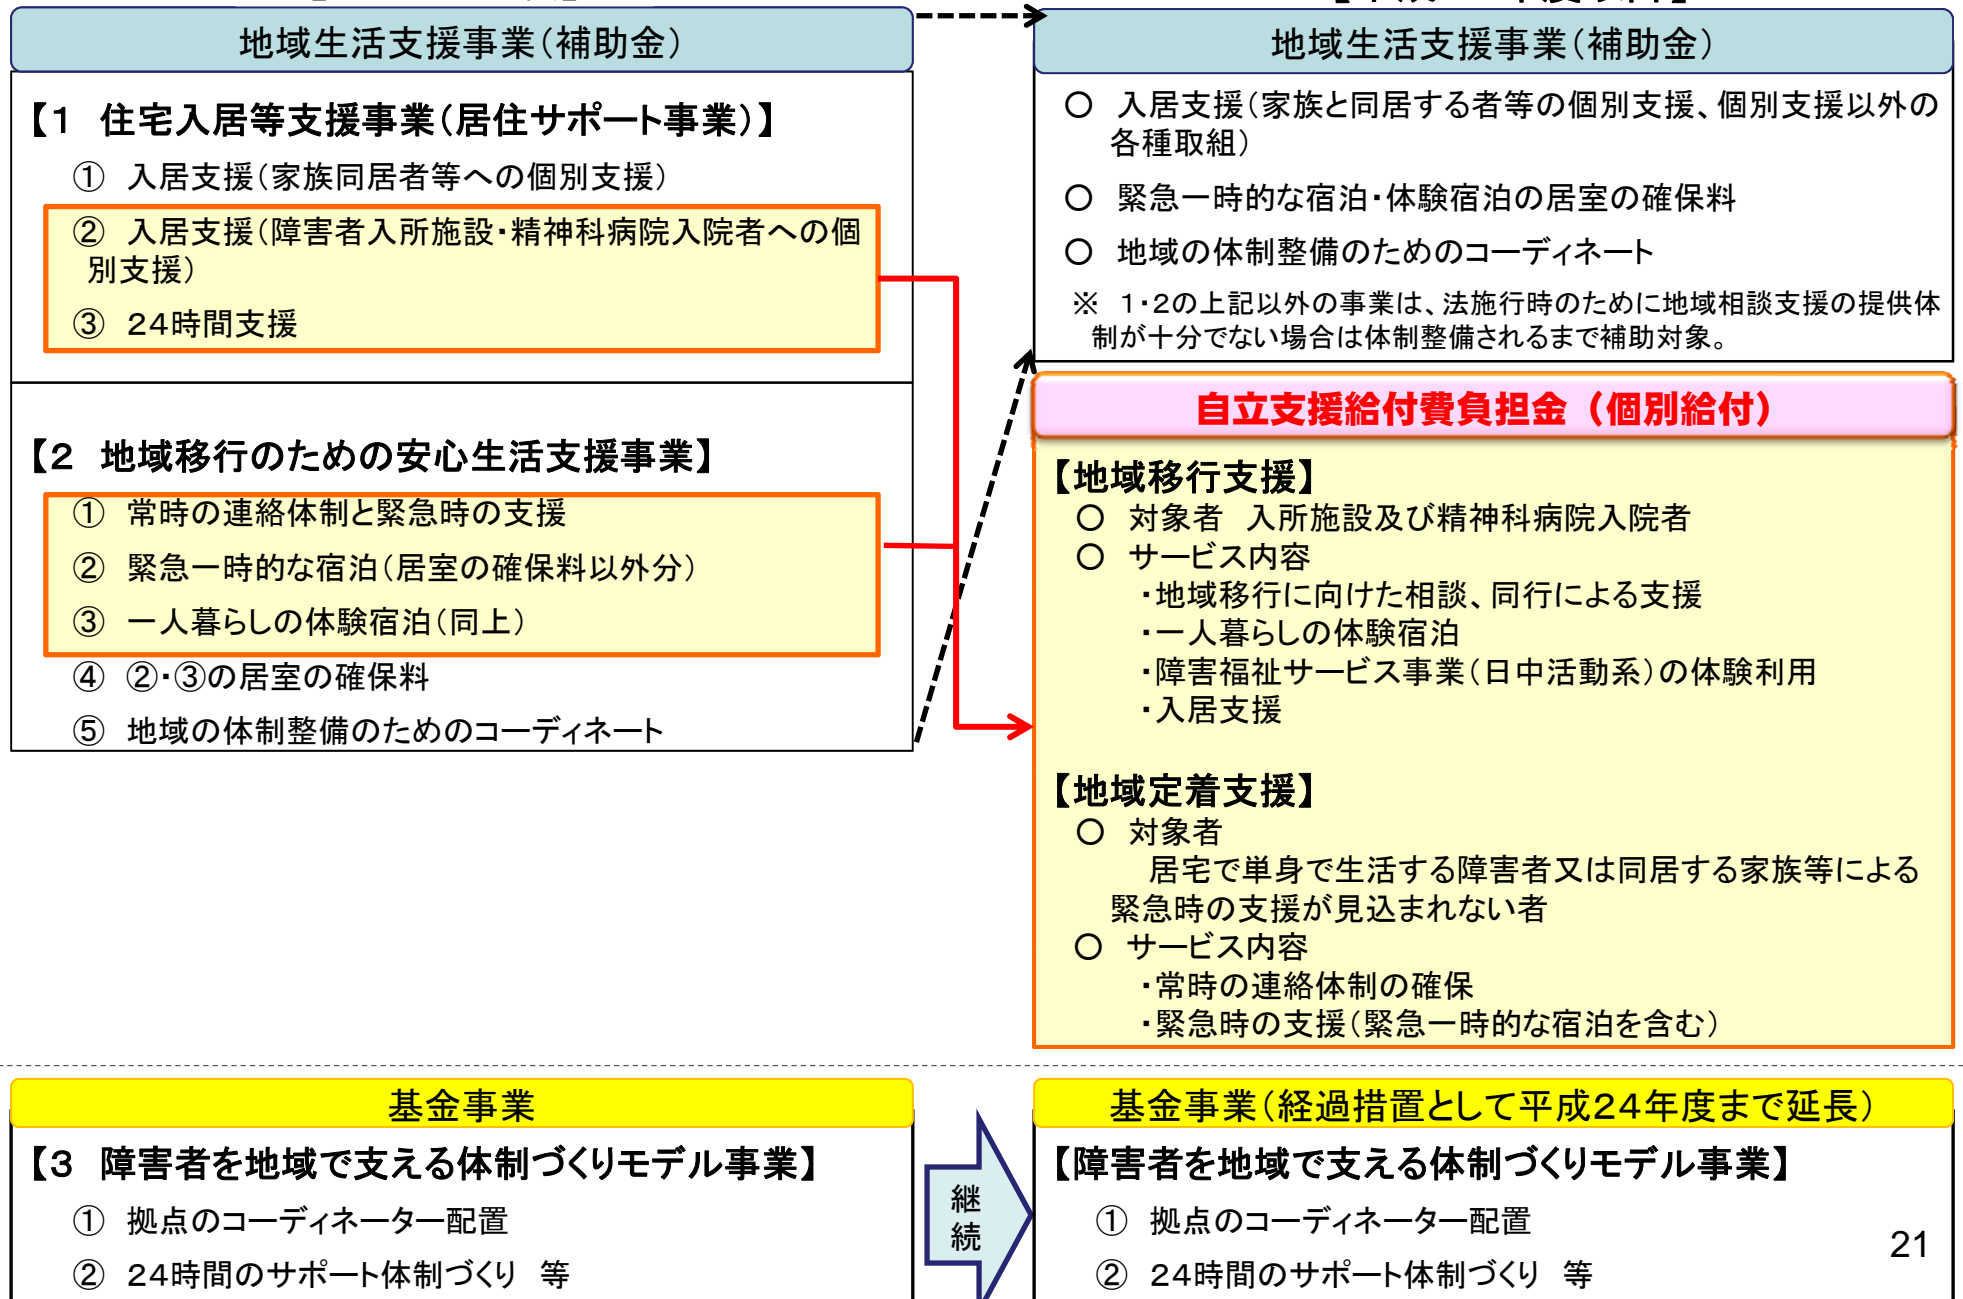 地域生活支援事業（補助金）
【１　住宅入居等支援事業（居住サポート事業）】
①　入居支援（家族同居者等への個別支援）
②　入居支援（障害者入所施設・精神科病院入院者への個
別支援）
③　２４時間支援
【２　地域移行のための安心生活支援事業】
①　常時の連絡体制と緊急時の支援
②　緊急一時的な宿泊（居室の確保料以外分）
③　一人暮らしの体験宿泊（同上）
④　②・③の居室の確保料
⑤　地域の体制整備のためのコーディネート
地域生活支援事業（補助金）
○　入居支援（家族と同居する者等の個別支援、個別支援以外の
各種取組）
○　緊急一時的な宿泊・体験宿泊の居室の確保料
○　地域の体制整備のためのコーディネート
※　１・２の上記以外の事業は、法施行時のために地域相談支援の提供体
制が十分でない場合は体制整備されるまで補助対象。
自立支援給付費負担金（個別給付）
【地域移行支援】
○　対象者　入所施設及び精神科病院入院者
○　サービス内容
・地域移行に向けた相談、同行による支援
・一人暮らしの体験宿泊
・障害福祉サービス事業（日中活動系）の体験利用
・入居支援
【地域定着支援】
○　対象者
居宅で単身で生活する障害者又は同居する家族等による
緊急時の支援が見込まれない者
○　サービス内容
・常時の連絡体制の確保
・緊急時の支援（緊急一時的な宿泊を含む）
基金事業
【３　障害者を地域で支える体制づくりモデル事業】
①　拠点のコーディネーター配置
②　２４時間のサポート体制づくり　等
継
続
基金事業（経過措置として平成２４年度まで延長）
【障害者を地域で支える体制づくりモデル事業】
①　拠点のコーディネーター配置
②　２４時間のサポート体制づくり　等
21